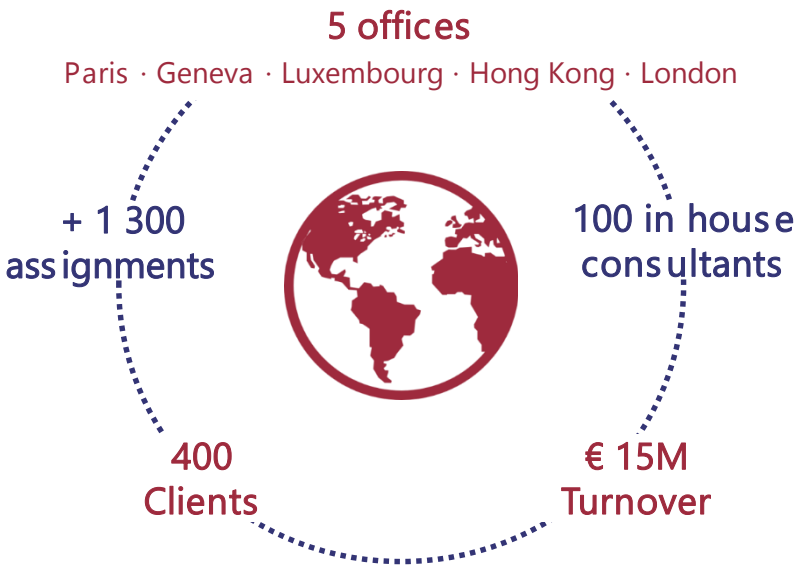 5 offices
Paris · Geneva · Luxembourg · Hong Kong · London
+ 1 300
assignments
100 in house
consultants
400
Clients
€ 15M
Turnover